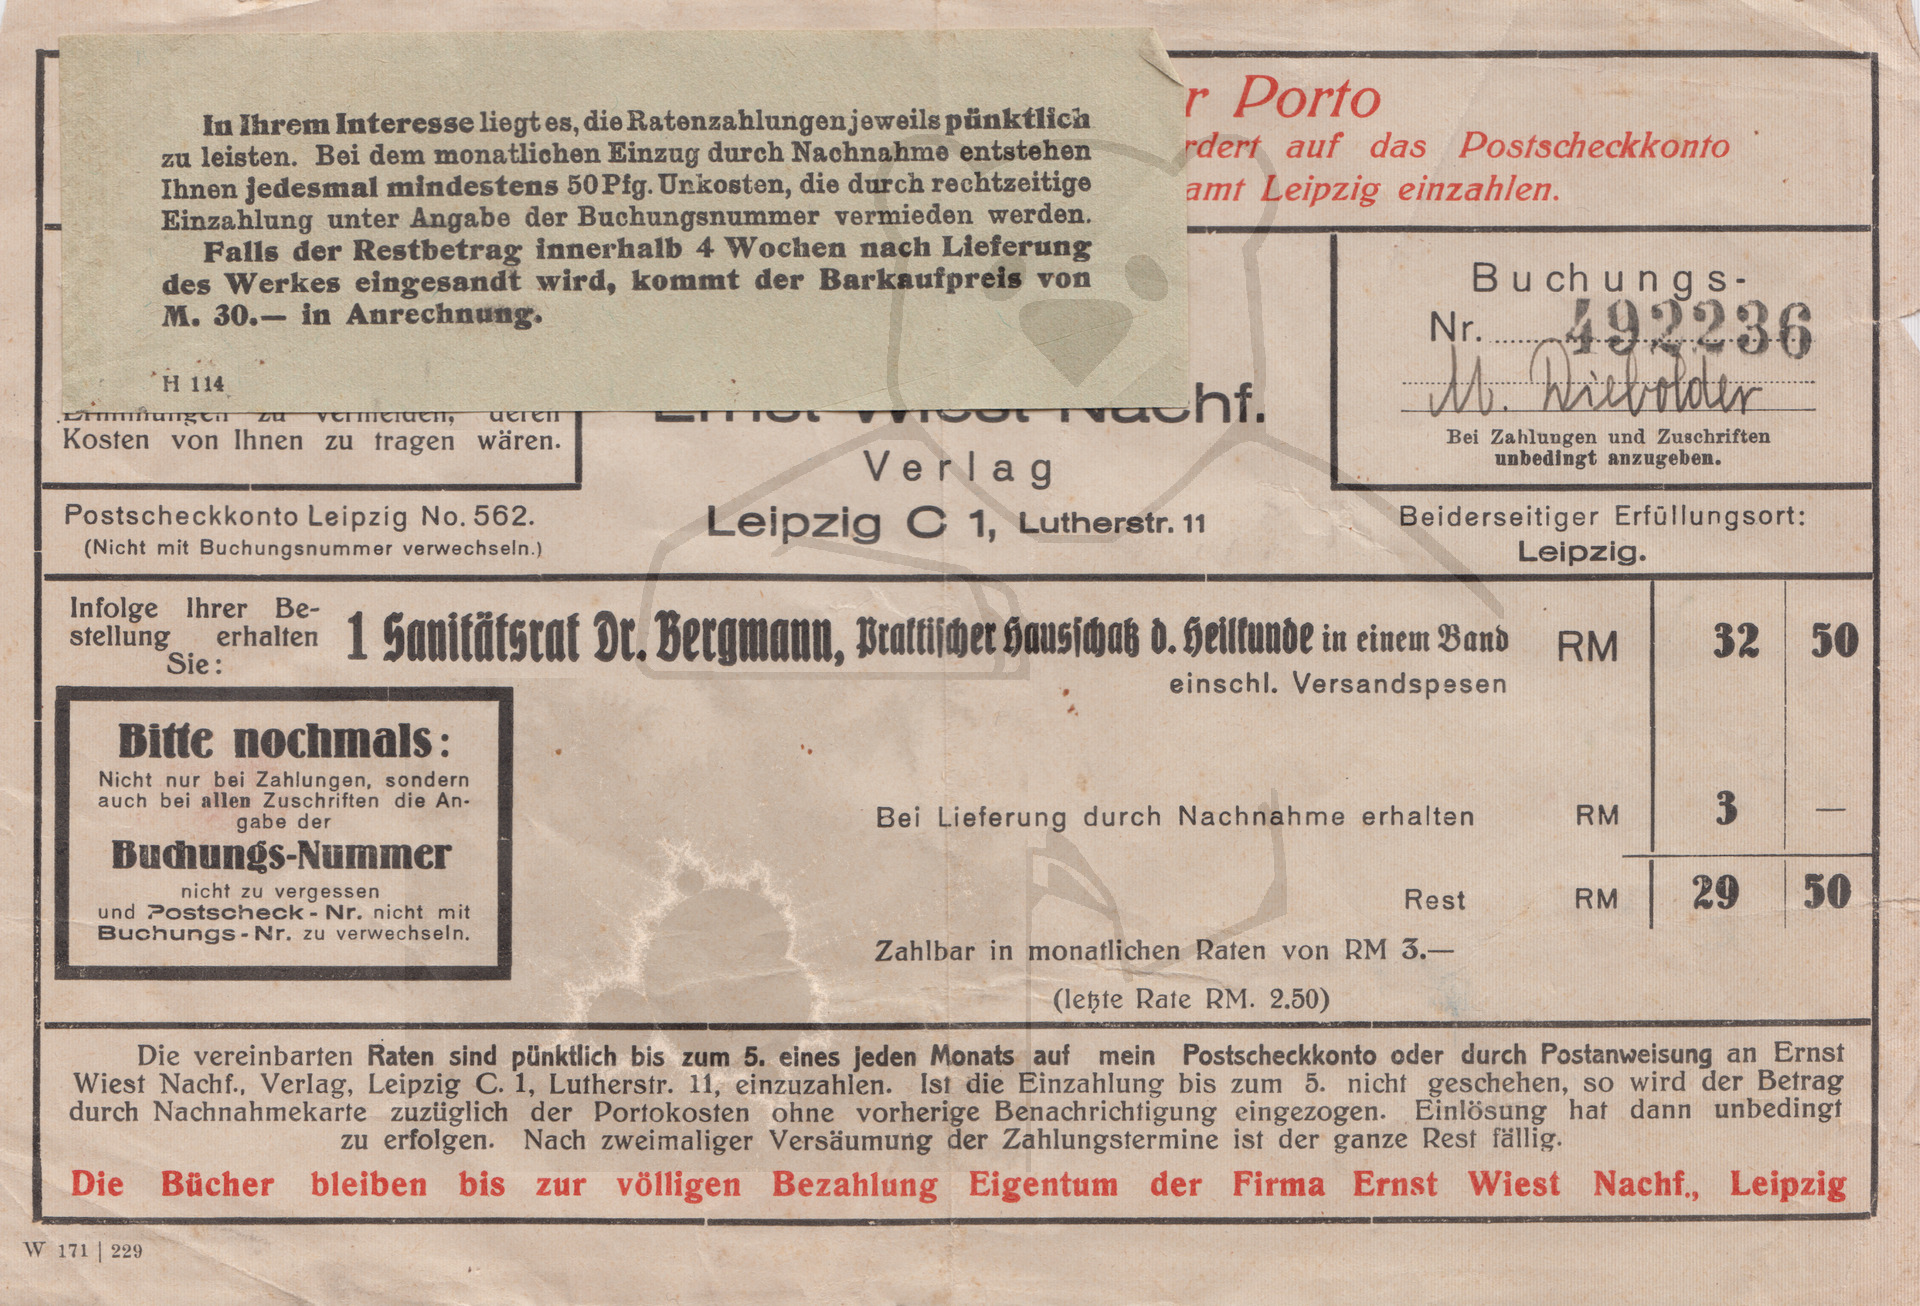 In Ihrem Interesse liegt es, die Ratenzahlungen jeweils pünktlich
zu leisten. Bei dem monatlichen Einzug durch Nachnahme entstehen
Ihnen jedesmal mindestens 50 Pfg. Unkosten, die durch rechtzeitige
Einzahlung unter Angabe der Buchungsnummer vermieden werden.
Falls der Restbetrag innerhalb 4 Wochen nach Lieferung
des Werkes eingesandt wird, kommt der Barkaufpreis von
M. 30.— in Anrechnung.
H 114
r Porto
rdert auf das Postscheckkonto
amt Leipzig einzahlen.
zu vermeiden, deren
Kosten von Ihnen zu tragen wären.
Postscheckkonto Leipzig No. 562.
(Nicht mit Buchungsnummer verwechseln.)
Ernst Wiest Nachf.
Verlag
Leipzig C 1, Lutherstr. 11
Buchungs-
Nr. 492236
M. Diebolder
Bei Zahlungen und Zuschriften
unbedingt anzugeben.
Beiderseitiger Erfüllungsort:
Leipzig.
Infolge Ihrer Be-
stellung erhalten
Sie:
1 Sanitätsrat Dr. Bergmann, Praktischer Hausschatz d. Heilkunde in einem Band RM 32 50
einschl. Versandspesen
Bitte nochmals:
Nicht nur bei Zahlungen, sondern
auch bei allen Zuschriften die An-
gabe der
Buchungs-Nummer
nicht zu vergessen
und Postscheck-Nr. nicht mit
Buchungs-Nr. zu verwechseln.
Bei Lieferung durch Nachnahme erhalten RM 3 —
Rest RM 29 50
Zahlbar in monatlichen Raten von RM 3.—
(letzte Rate RM. 2.50)
Die vereinbarten Raten sind pünktlich bis zum 5. eines jeden Monats auf mein Postscheckkonto oder durch Postanweisung an Ernst
Wiest Nachf., Verlag, Leipzig C. 1, Lutherstr. 11, einzuzahlen. Ist die Einzahlung bis zum 5. nicht geschehen, so wird der Betrag
durch Nachnahmekarte zuzüglich der Portokosten ohne vorherige Benachrichtigung eingezogen. Einlösung hat dann unbedingt
zu erfolgen. Nach zweimaliger Versäumung der Zahlungstermine ist der ganze Rest fällig.
Die Bücher bleiben bis zur völligen Bezahlung Eigentum der Firma Ernst Wiest Nachf., Leipzig
W 171 | 229